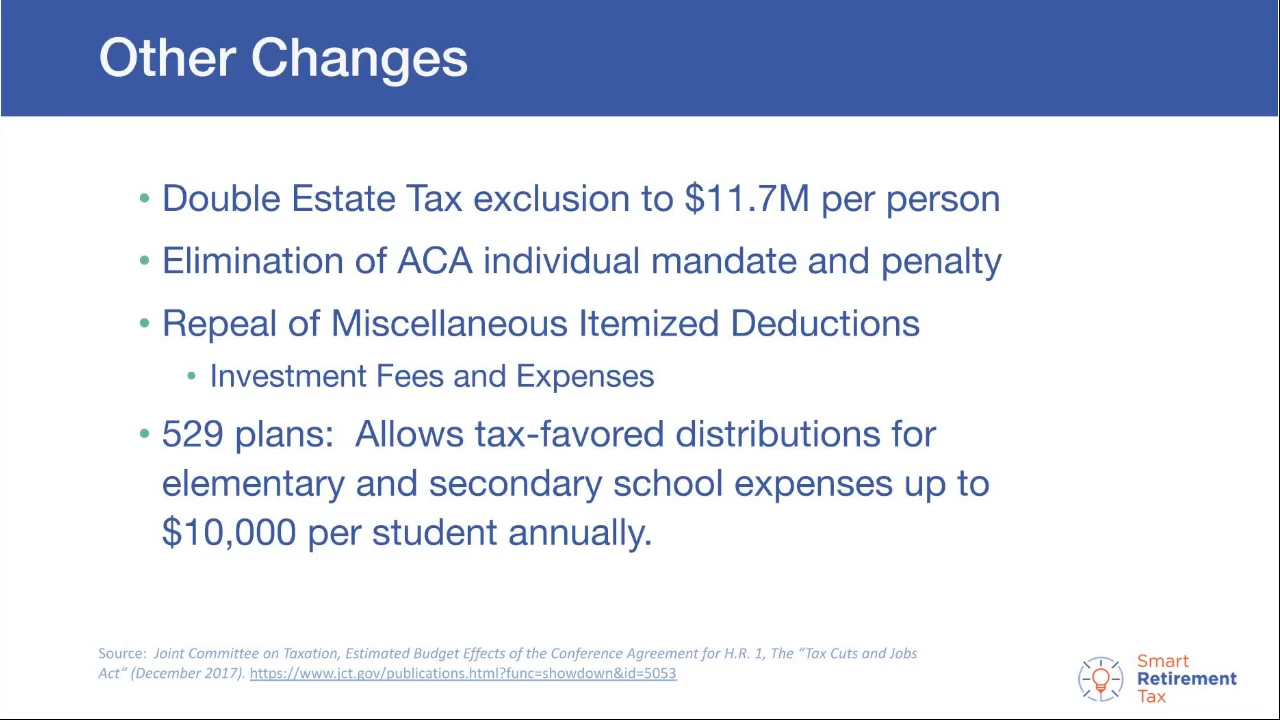 Other Changes
• Double Estate Tax exclusion to $11.7M per person
• Elimination of ACA individual mandate and penalty
• Repeal of Miscellaneous Itemized Deductions
• Investment Fees and Expenses
• 529 plans:  Allows tax-favored distributions for
elementary and secondary school expenses up to
$10,000 per student annually.
Source:  Joint Committee on Taxation, Estimated Budget Effects of the Conference Agreement for H.R. 1, The “Tax Cuts and Jobs
Act” (December 2017). https://www.jct.gov/publications.html?func=showdown&id=5053
Smart
Retirement
Tax